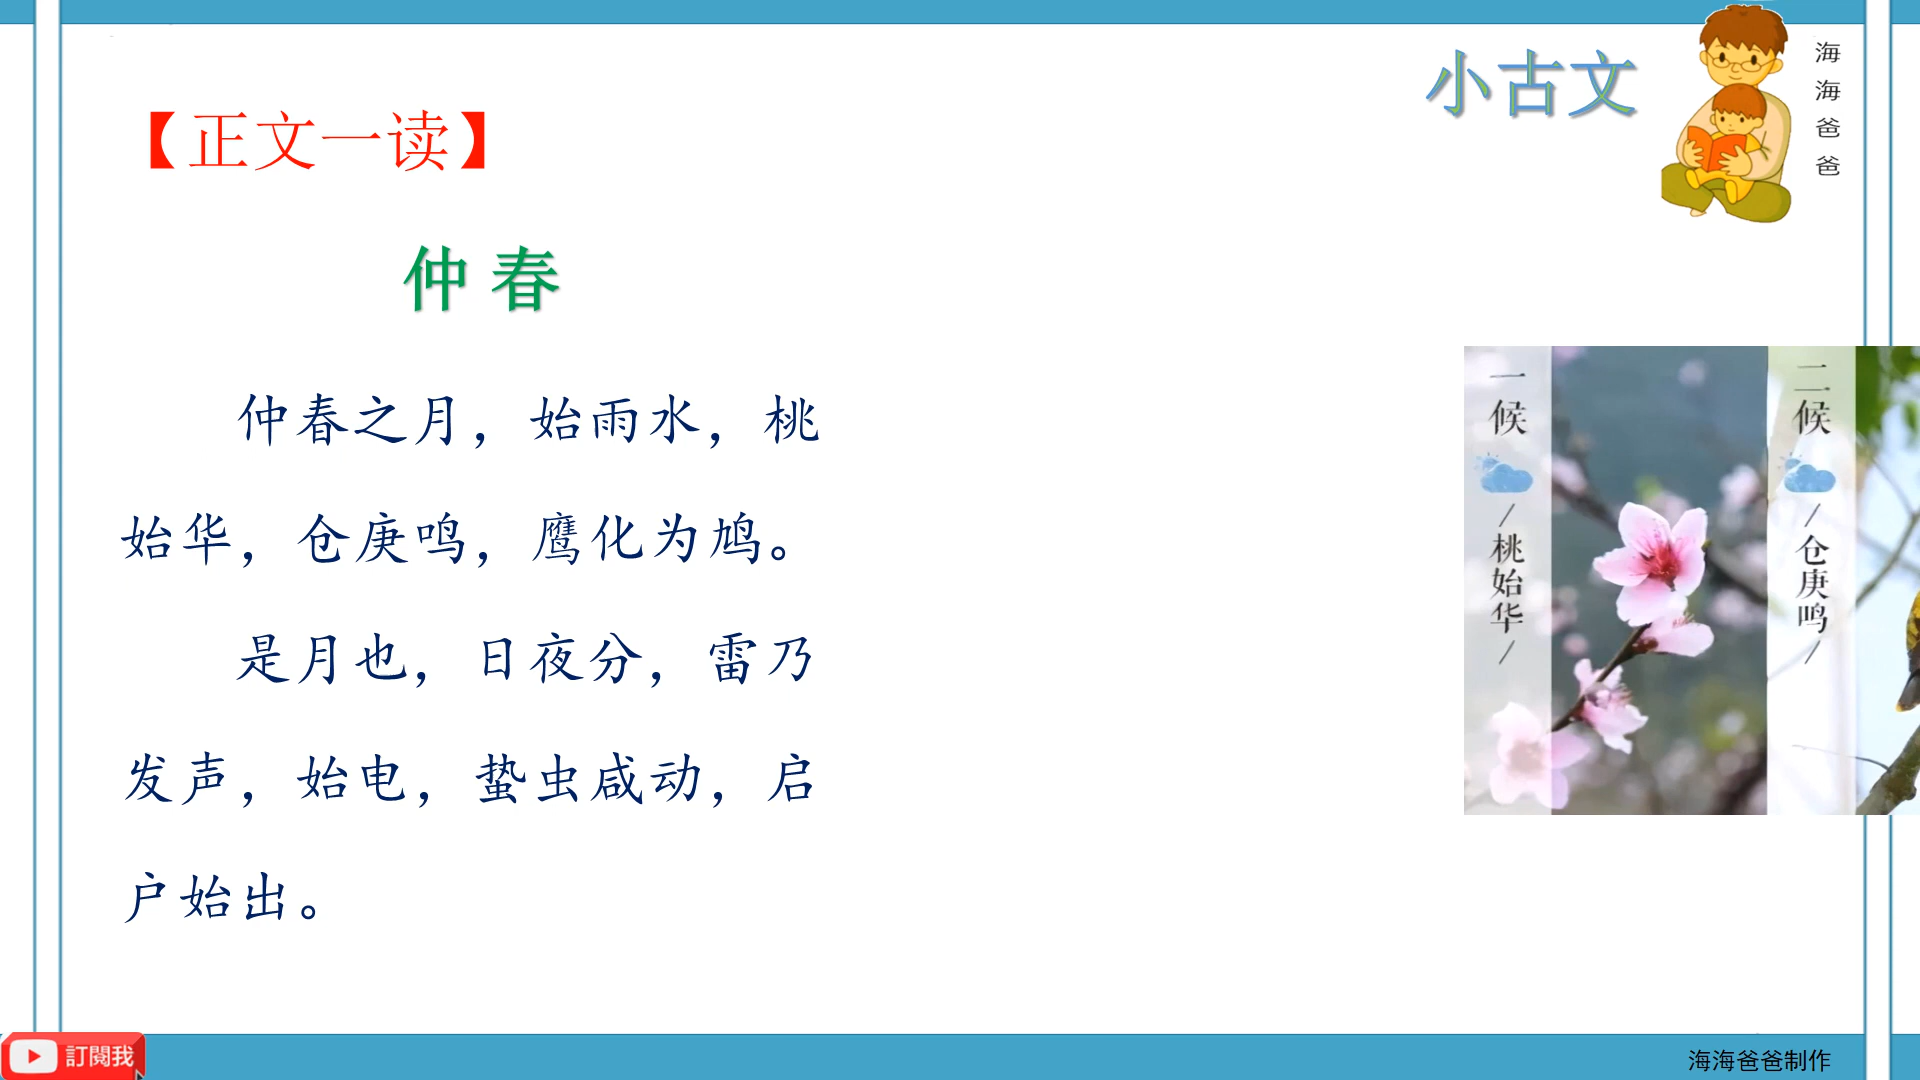 小古文
海海爸爸
【正文一读】
仲春
仲春之月，始雨水，桃
始华，仓庚鸣，鹰化为鸠。
是月也，日夜分，雷乃
发声，始电，蛰虫咸动，启
户始出。
一候
/桃始华/
二候
/仓庚鸣/
訂閱我
海海爸爸制作